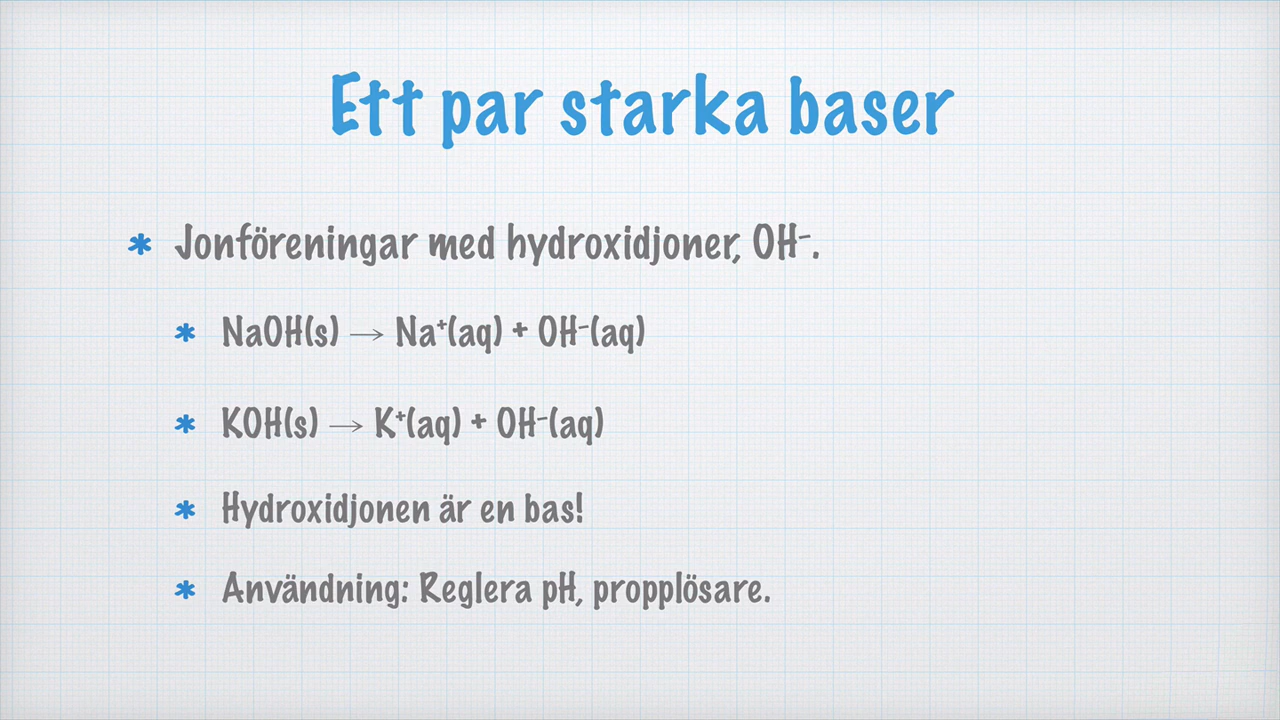 Ett par starka baser
* Jonföreningar med hydroxidjoner, OH⁻.
* NaOH(s) → Na⁺(aq) + OH⁻(aq)
* KOH(s) → K⁺(aq) + OH⁻(aq)
* Hydroxidjonen är en bas!
* Användning: Reglera pH, propplösare.